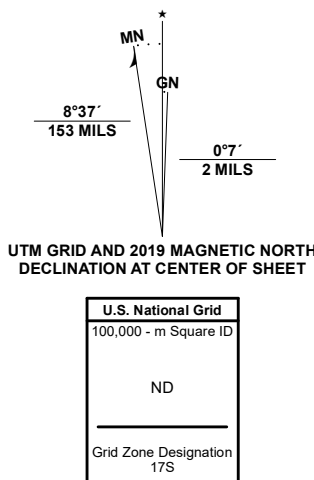 ★
MN
GN
8°37´
153 MILS
0°7´
2 MILS
UTM GRID AND 2019 MAGNETIC NORTH
DECLINATION AT CENTER OF SHEET
U.S. National Grid
100,000 - m Square ID
ND
Grid Zone Designation
17S